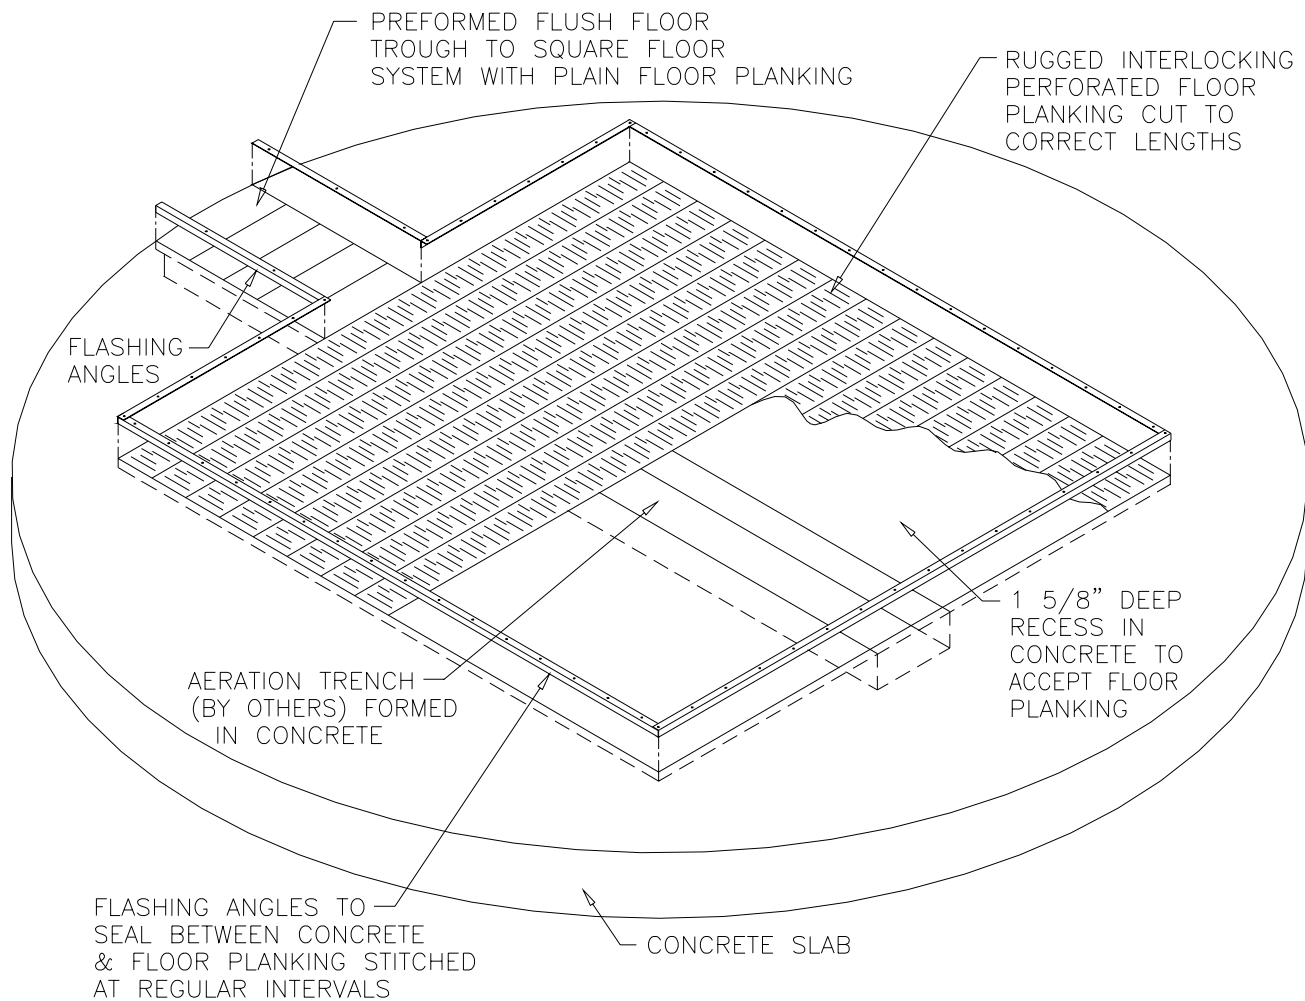 PREFORMED FLUSH FLOOR
TROUGH TO SQUARE FLOOR
SYSTEM WITH PLAIN FLOOR PLANKING
RUGGED INTERLOCKING
PERFORATED FLOOR
PLANKING CUT TO
CORRECT LENGTHS
FLASHING
ANGLES
1 5/8” DEEP
RECESS IN
CONCRETE TO
ACCEPT FLOOR
PLANKING
AERATION TRENCH
(BY OTHERS) FORMED
IN CONCRETE
FLASHING ANGLES TO
SEAL BETWEEN CONCRETE
& FLOOR PLANKING STITCHED
AT REGULAR INTERVALS
CONCRETE SLAB